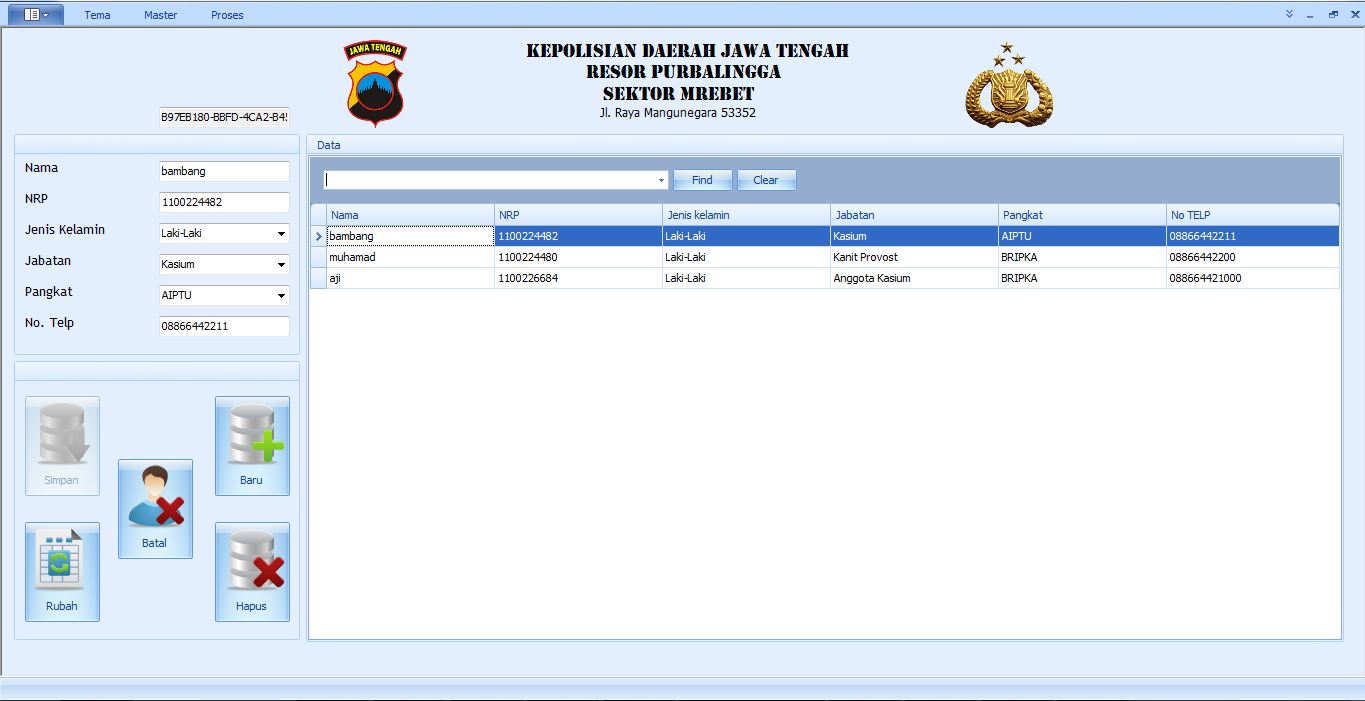 Tema Master Proses
JAWA TENGAH
KEPOLISIAN DAERAH JAWA TENGAH
RESOR PURBALINGGA
SEKTOR MREBET
Jl. Raya Mangunegara 53352
B97EB180-BBFD-4CA2-B4
Data
Nama bambang
NRP 1100224482
Jenis Kelamin Laki-Laki
Jabatan Kasium
Pangkat AIPTU
No. Telp 08866442211
Find Clear
Nama NRP Jenis kelamin Jabatan Pangkat No TELP
bambang 1100224482 Laki-Laki Kasium AIPTU 08866442211
muhamad 1100224480 Laki-Laki Kanit Provost BRIPKA 08866442200
aji 1100226684 Laki-Laki Anggota Kasium BRIPKA 088664421000
Simpan
Baru
Batal
Rubah
Hapus